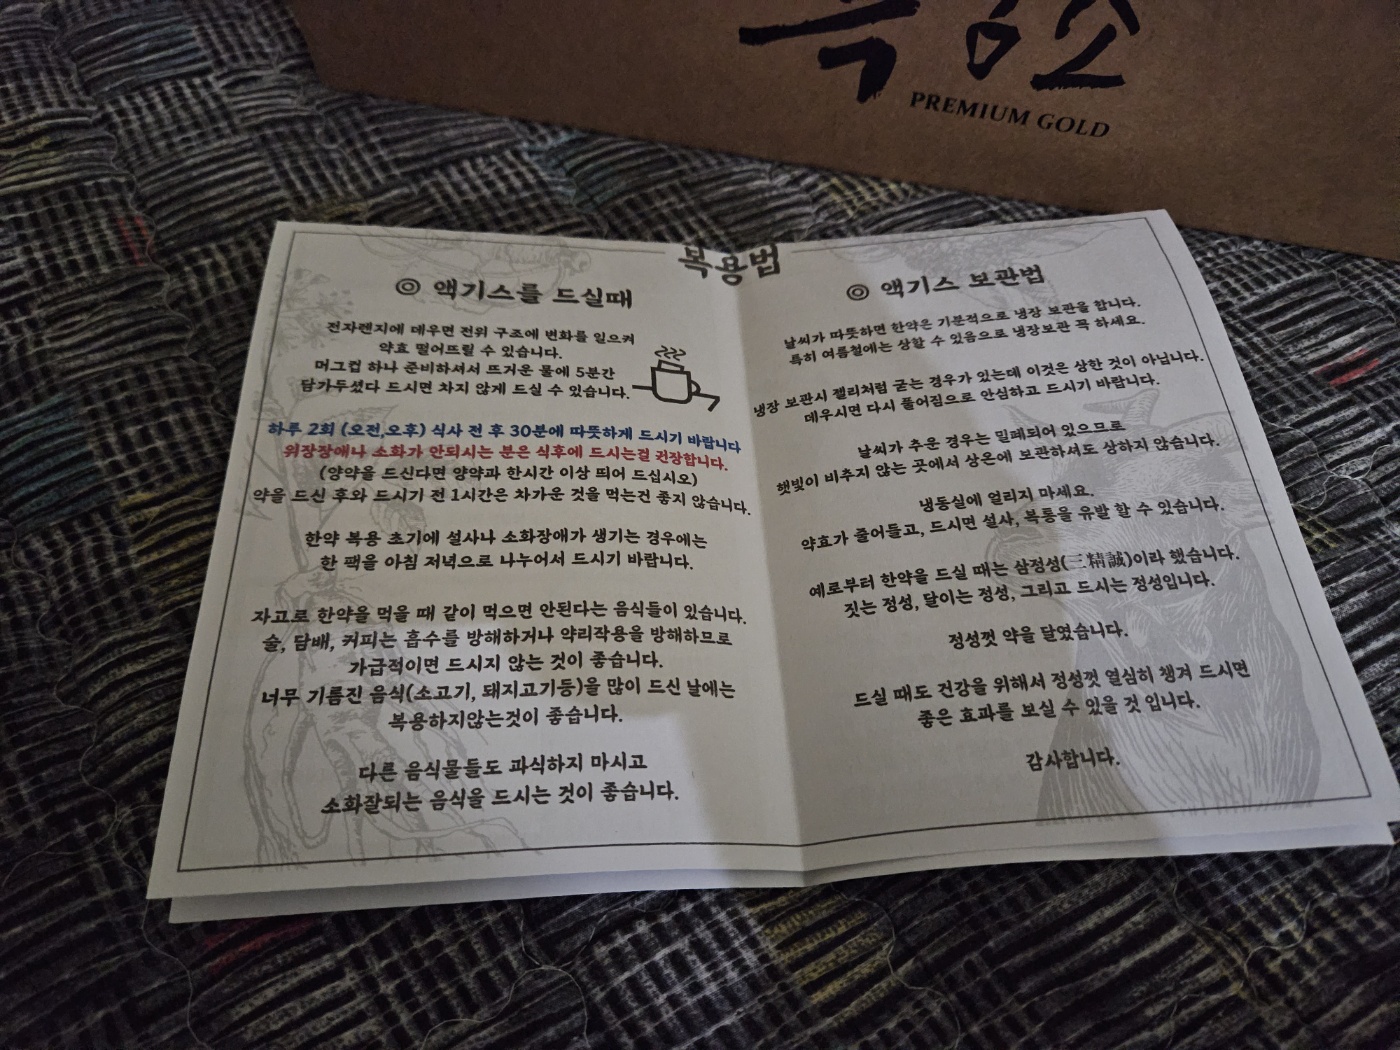 흑염소
PREMIUM GOLD
복용법
◎ 액기스를 드실때
전자렌지에 데우면 전위 구조에 변화를 일으켜
약효 떨어뜨릴 수 있습니다.
머그컵 하나 준비하셔서 뜨거운 물에 5분간
담가두셨다 드시면 차지 않게 드실 수 있습니다.
하루 2회 (오전,오후) 식사 전 후 30분에 따뜻하게 드시기 바랍니다
위장장애나 소화가 안되시는 분은 식후에 드시는걸 권장합니다.
(양약을 드신다면 양약과 한시간 이상 띄어 드십시오)
약을 드신 후와 드시기 전 1시간은 차가운 것을 먹는건 좋지 않습니다.
한약 복용 초기에 설사나 소화장애가 생기는 경우에는
한 팩을 아침 저녁으로 나누어서 드시기 바랍니다.
자고로 한약을 먹을 때 같이 먹으면 안된다는 음식들이 있습니다.
술, 담배, 커피는 흡수를 방해하거나 약리작용을 방해하므로
가급적이면 드시지 않는 것이 좋습니다.
너무 기름진 음식(소고기, 돼지고기등)을 많이 드신 날에는
복용하지않는것이 좋습니다.
다른 음식물들도 과식하지 마시고
소화잘되는 음식을 드시는 것이 좋습니다.
◎ 액기스 보관법
날씨가 따뜻하면 한약은 기본적으로 냉장 보관을 합니다.
특히 여름철에는 상할 수 있음으로 냉장보관 꼭 하세요.
냉장 보관시 젤리처럼 굳는 경우가 있는데 이것은 상한 것이 아닙니다.
데우시면 다시 풀어짐으로 안심하고 드시기 바랍니다.
날씨가 추운 경우는 밀폐되어 있으므로
햇빛이 비추지 않는 곳에서 상온에 보관하셔도 상하지 않습니다.
냉동실에 얼리지 마세요.
약효가 줄어들고, 드시면 설사, 복통을 유발 할 수 있습니다.
예로부터 한약을 드실 때는 삼정성(三精誠)이라 했습니다.
짓는 정성, 달이는 정성, 그리고 드시는 정성입니다.
정성껏 약을 달였습니다.
드실 때도 건강을 위해서 정성껏 열심히 챙겨 드시면
좋은 효과를 보실 수 있을 것 입니다.
감사합니다.